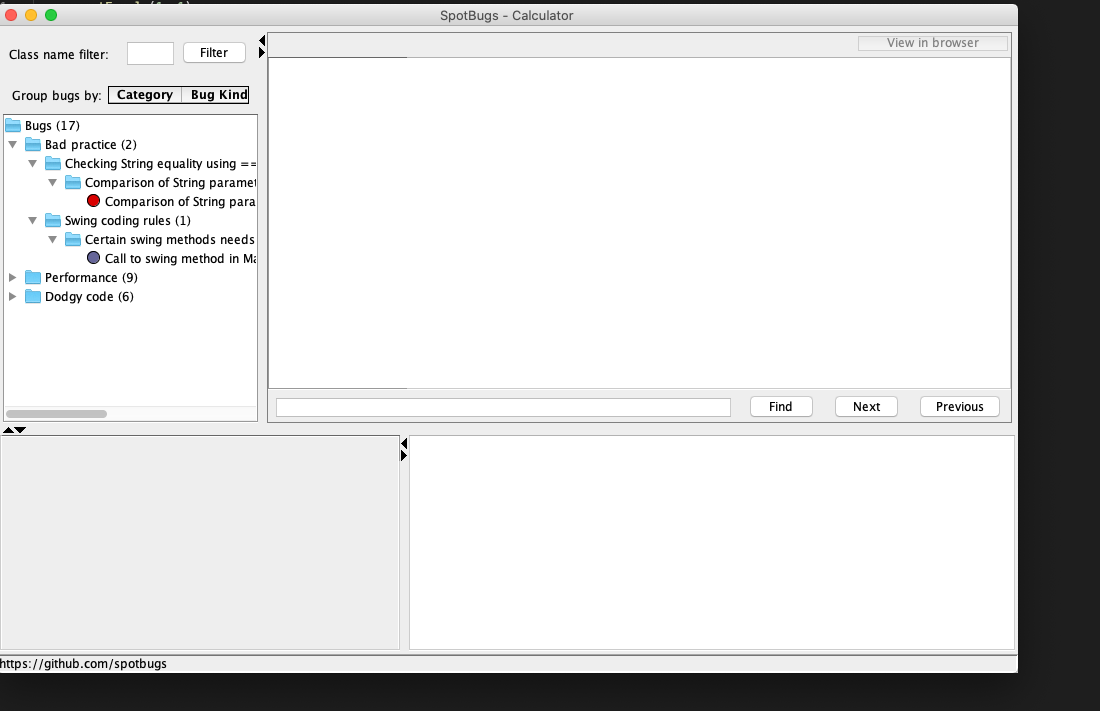 SpotBugs - Calculator
Class name filter:
Filter
View in browser
Group bugs by:
Category
Bug Kind
Bugs (17)
Bad practice (2)
Checking String equality using ==
Comparison of String paramet
Comparison of String para
Swing coding rules (1)
Certain swing methods needs
Call to swing method in Ma
Performance (9)
Dodgy code (6)
Find
Next
Previous
https://github.com/spotbugs